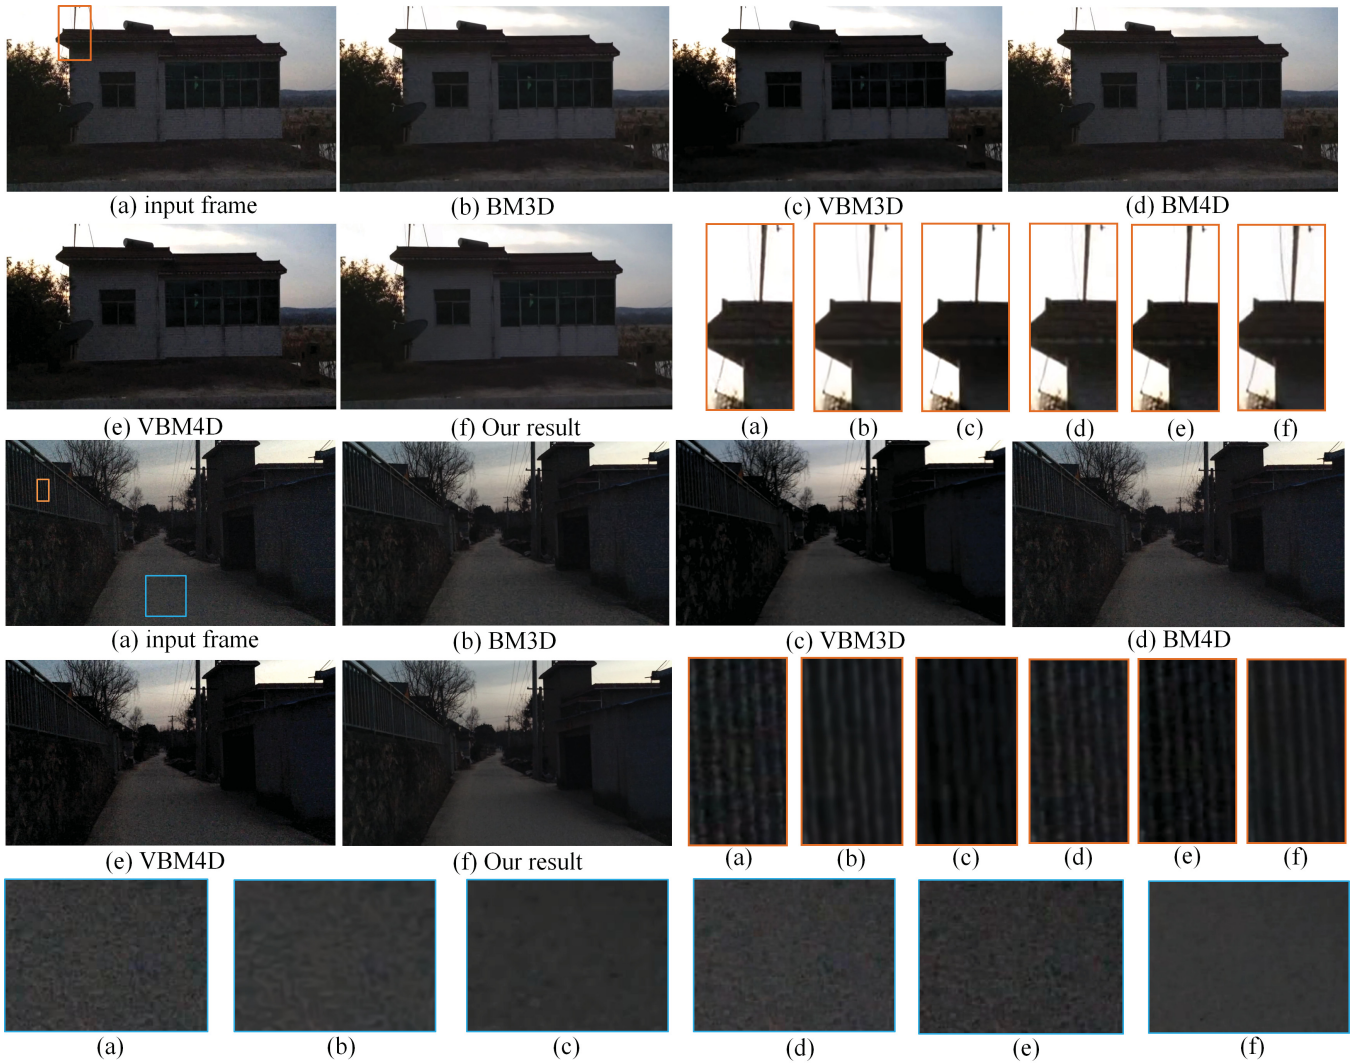 (a) input frame
(b) BM3D
(c) VBM3D
(d) BM4D
(e) VBM4D
(f) Our result
(a)
(b)
(c)
(d)
(e)
(f)
(a) input frame
(b) BM3D
(c) VBM3D
(d) BM4D
(e) VBM4D
(f) Our result
(a)
(b)
(c)
(d)
(e)
(f)
(a)
(b)
(c)
(d)
(e)
(f)